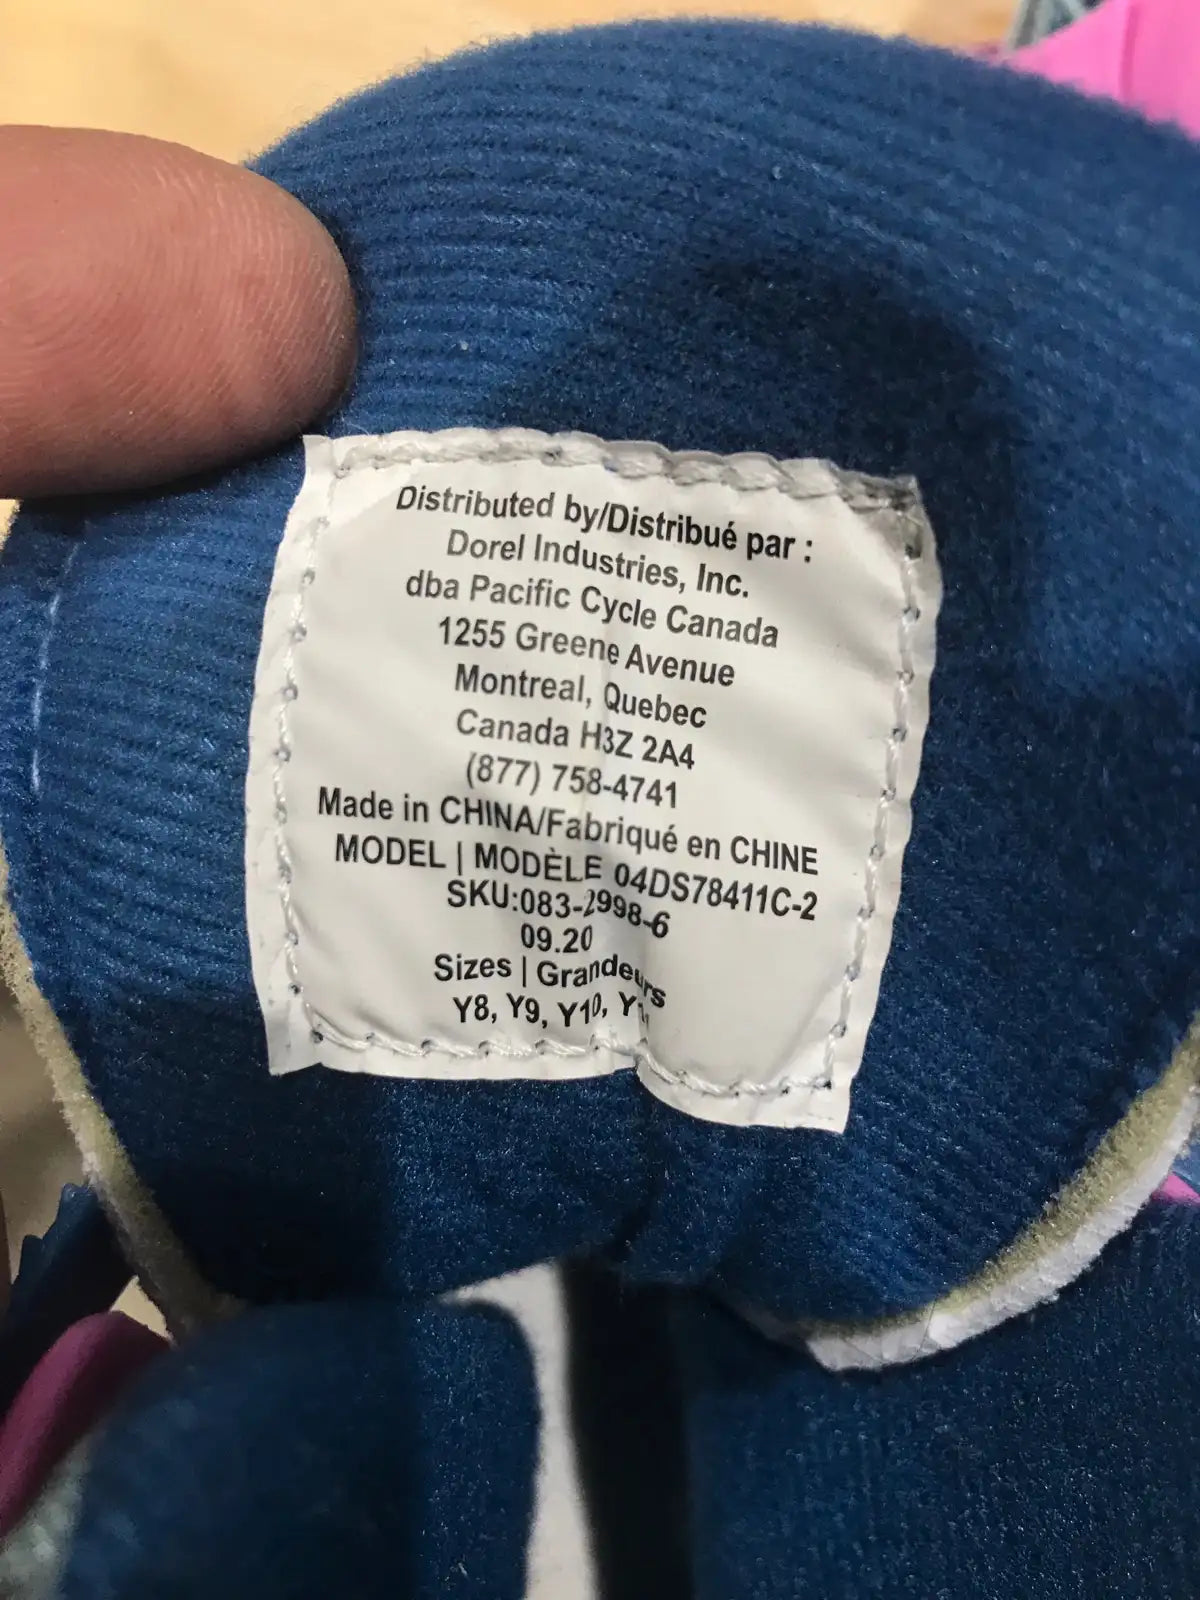 Distributed by/Distribué par :
Dorel Industries, Inc.
dba Pacific Cycle Canada
1255 Greene Avenue
Montreal, Quebec
Canada H3Z 2A4
(877) 758-4741
Made in CHINA/Fabriqué en CHINE
MODEL | MODÈLE 04DS78411C-2
SKU:083-2998-6
09.20
Sizes | Grandeurs
Y8, Y9, Y10,